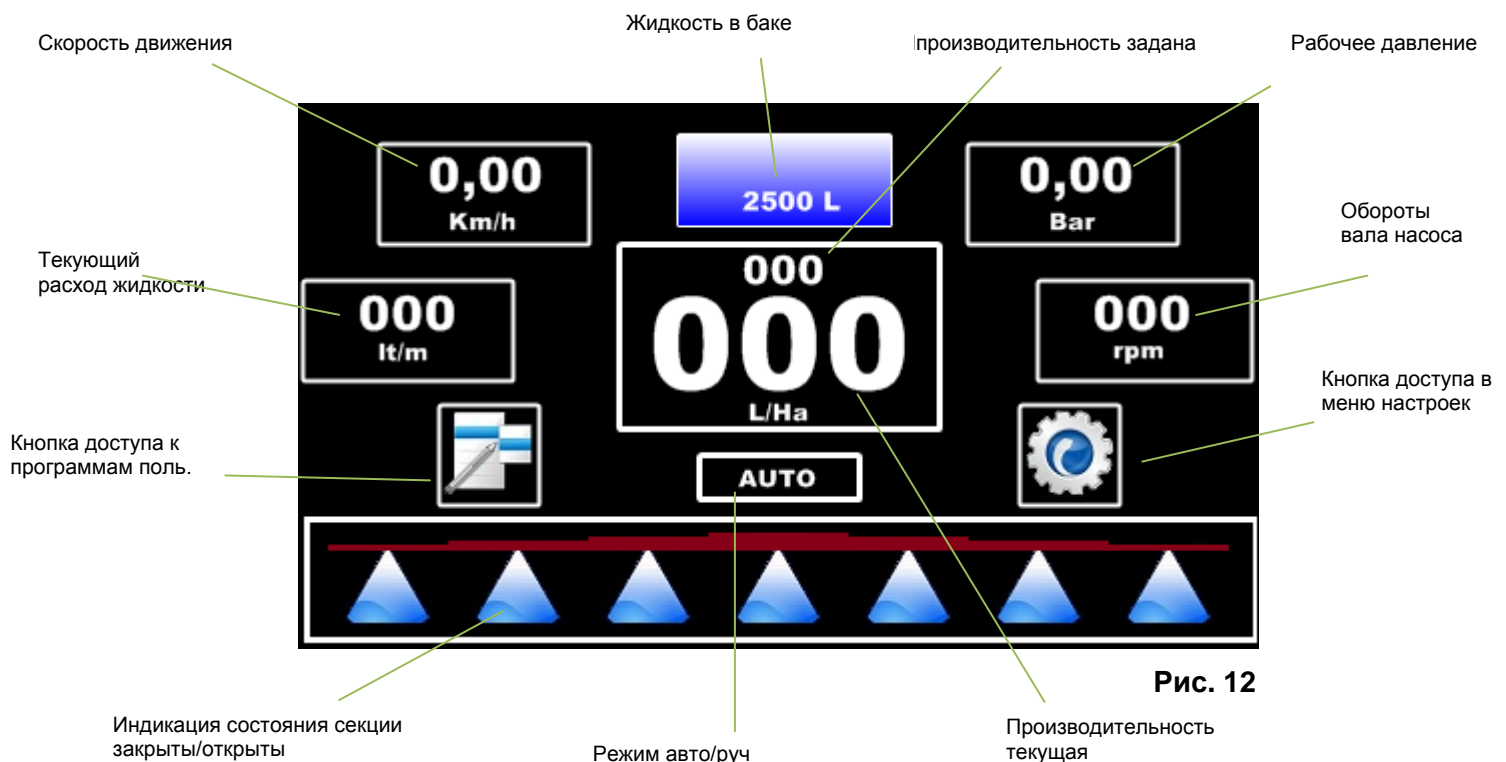 Жидкость в баке
Скорость движения
производительность задана
Рабочее давление
0,00
Km/h
2500 L
0,00
Bar
Обороты
вала насоса
Текущий
расход жидкости
000
lt/m
000
000
L/Ha
000
rpm
Кнопка доступа в
меню настроек
Кнопка доступа к
программам поль.
AUTO
Рис. 12
Индикация состояния секции
закрыты/открыты
Режим авто/руч
Производительность
текущая